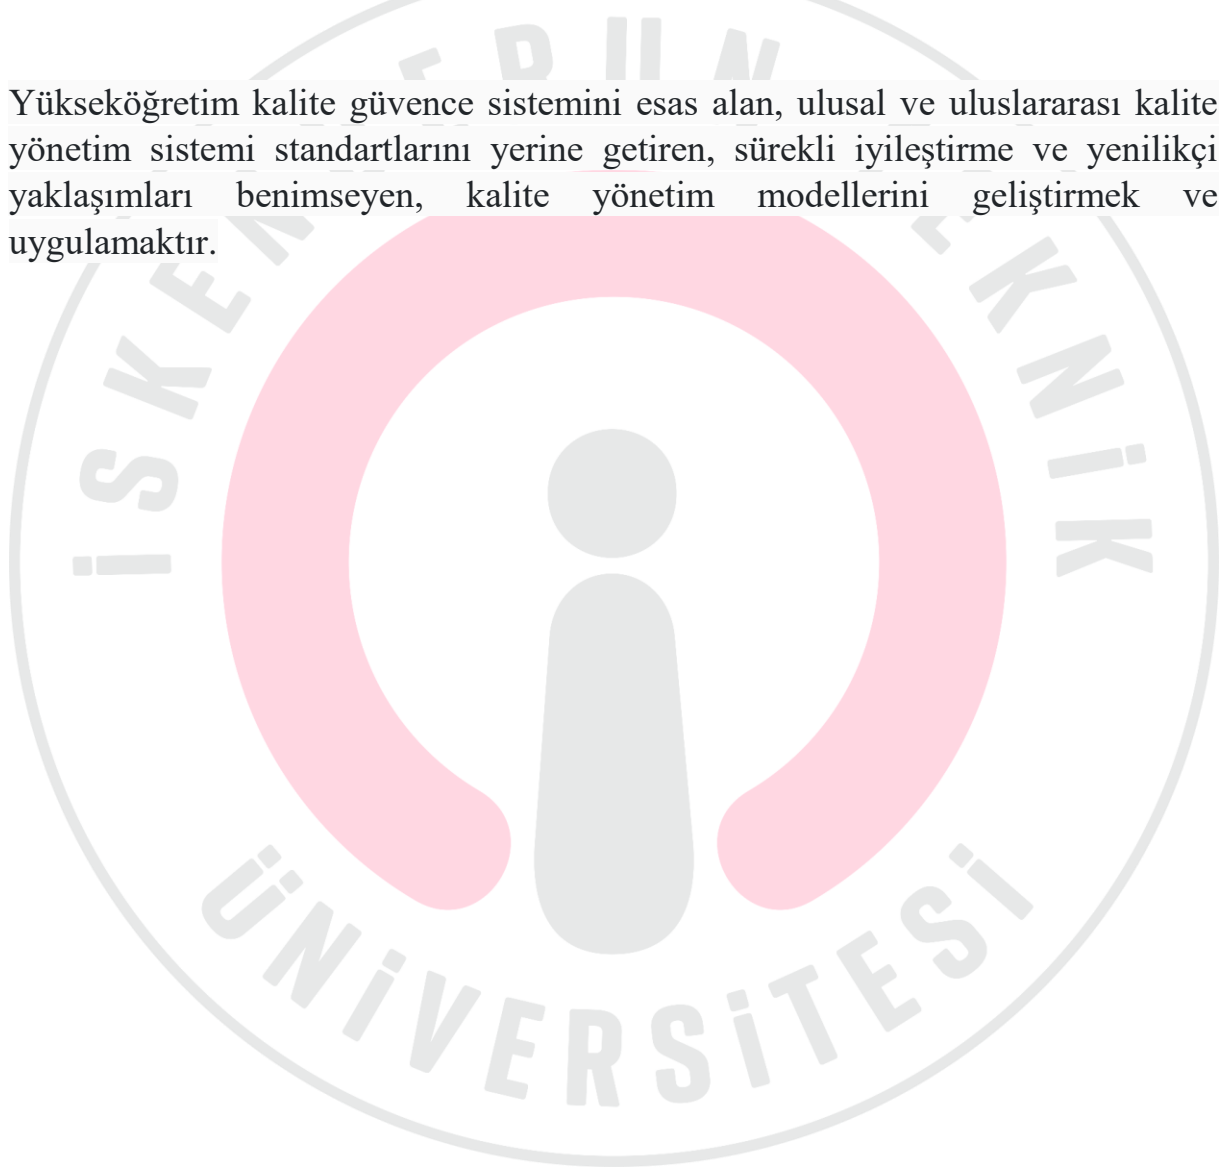 Yükseköğretim kalite güvence sistemini esas alan, ulusal ve uluslararası kalite
yönetim sistemi standartlarını yerine getiren, sürekli iyileştirme ve yenilikçi
yaklaşımları benimseyen, kalite yönetim modellerini geliştirmek ve
uygulamaktır.
ÜNİVERSİTESİ